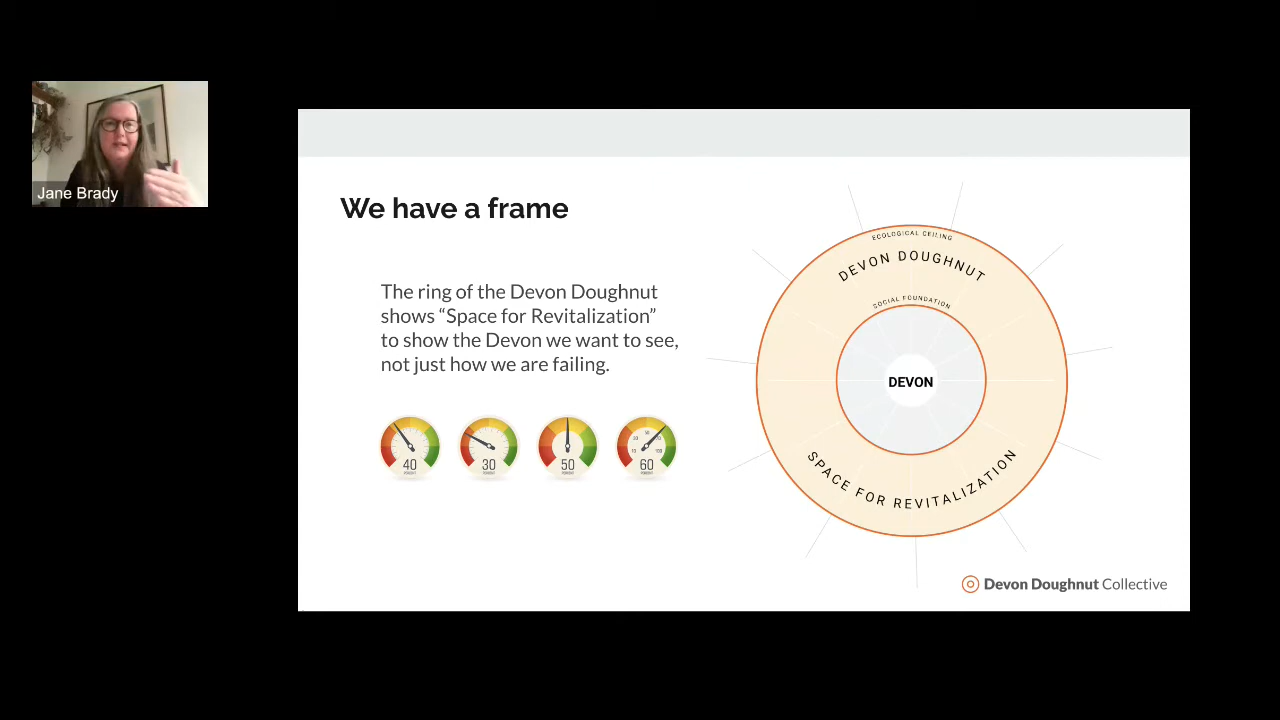 Jane Brady
We have a frame
The ring of the Devon Doughnut
shows “Space for Revitalization”
to show the Devon we want to see,
not just how we are failing.
40
30
50
60
ECOLOGICAL CEILING
DEVON DOUGHNUT
SOCIAL FOUNDATION
DEVON
SPACE FOR REVITALIZATION
Devon Doughnut Collective